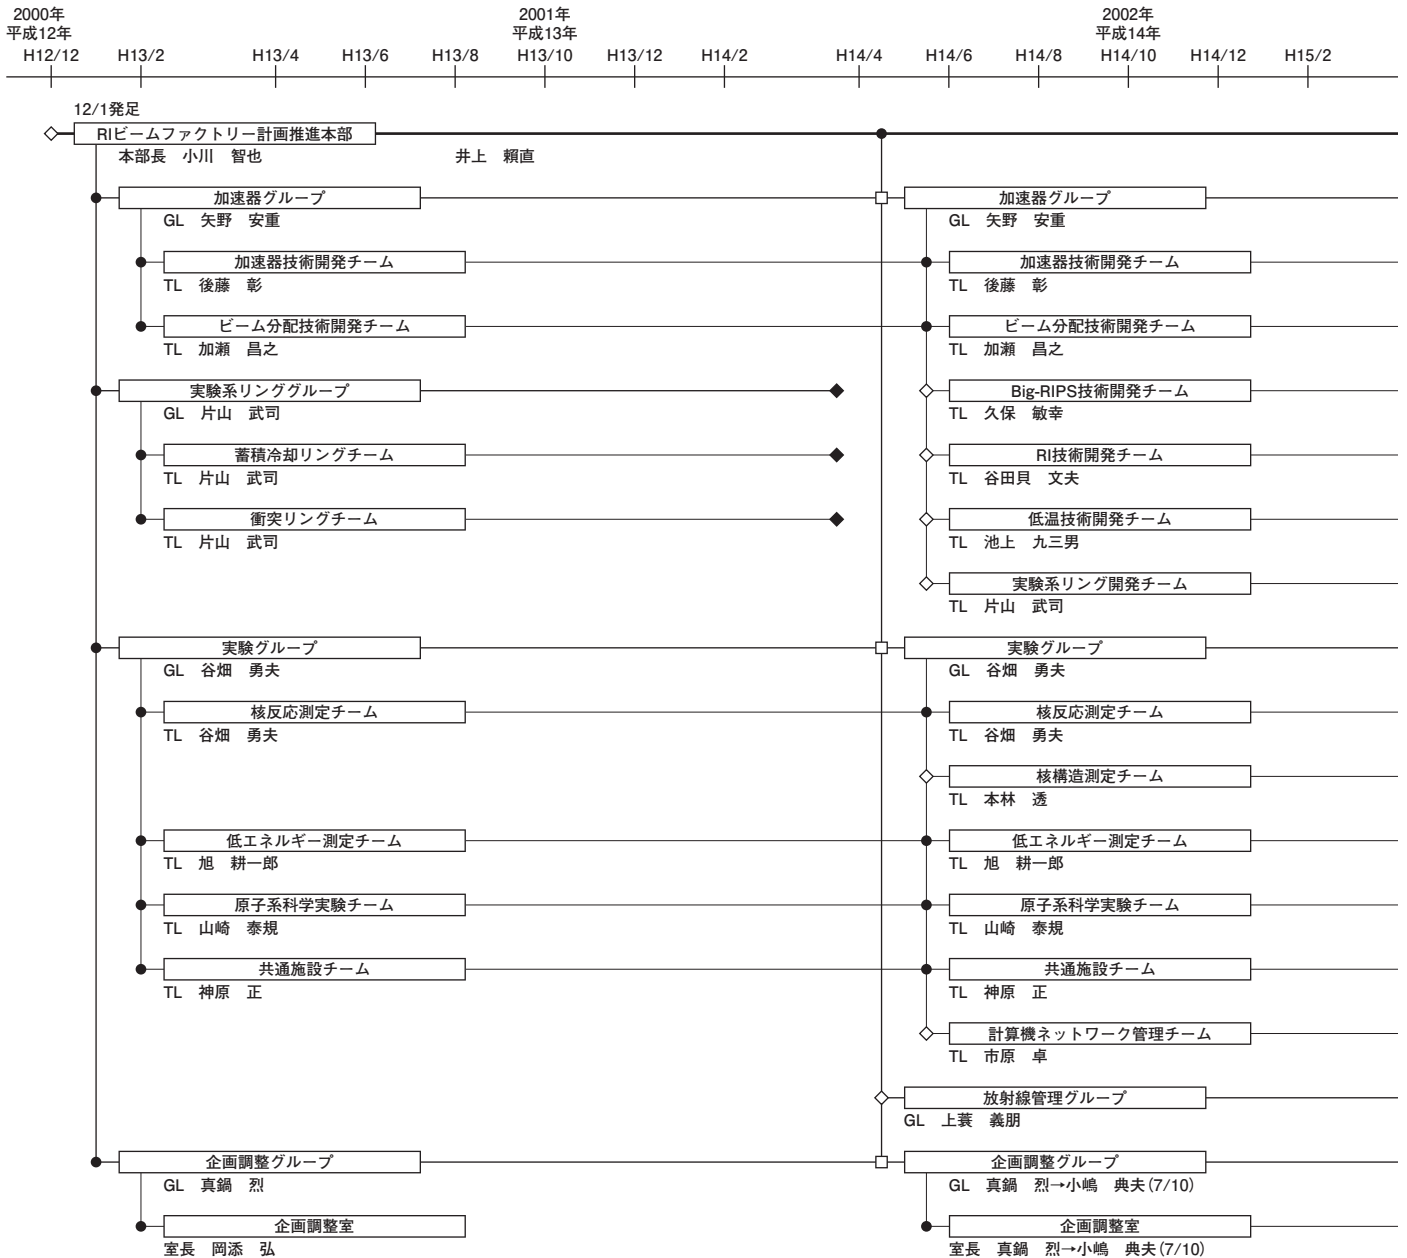 2000年 2001年 2002年
平成12年 平成13年 平成14年
H12/12 H13/2 H13/4 H13/6 H13/8 H13/10 H13/12 H14/2 H14/4 H14/6 H14/8 H14/10 H14/12 H15/2
12/1発足
RIビームファクトリー計画推進本部
本部長 小川 智也 井上 頼直
加速器グループ 加速器グループ
GL 矢野 安重 GL 矢野 安重
加速器技術開発チーム 加速器技術開発チーム
TL 後藤 彰 TL 後藤 彰
ビーム分配技術開発チーム ビーム分配技術開発チーム
TL 加瀬 昌之 TL 加瀬 昌之
実験系リンググループ Big-RIPS技術開発チーム
GL 片山 武司 TL 久保 敏幸
蓄積冷却リングチーム RI技術開発チーム
TL 片山 武司 TL 谷田貝 文夫
衝突リングチーム 低温技術開発チーム
TL 片山 武司 TL 池上 九三男
実験系リング開発チーム
TL 片山 武司
実験グループ 実験グループ
GL 谷畑 勇夫 GL 谷畑 勇夫
核反応測定チーム 核反応測定チーム
TL 谷畑 勇夫 TL 谷畑 勇夫
核構造測定チーム
TL 本林 透
低エネルギー測定チーム 低エネルギー測定チーム
TL 旭 耕一郎 TL 旭 耕一郎
原子系科学実験チーム 原子系科学実験チーム
TL 山崎 泰規 TL 山崎 泰規
共通施設チーム 共通施設チーム
TL 神原 正 TL 神原 正
計算機ネットワーク管理チーム
TL 市原 卓
放射線管理グループ
GL 上蓑 義朋
企画調整グループ 企画調整グループ
GL 真鍋 烈 GL 真鍋 烈→小嶋 典夫(7/10)
企画調整室 企画調整室
室長 岡添 弘 室長 真鍋 烈→小嶋 典夫(7/10)